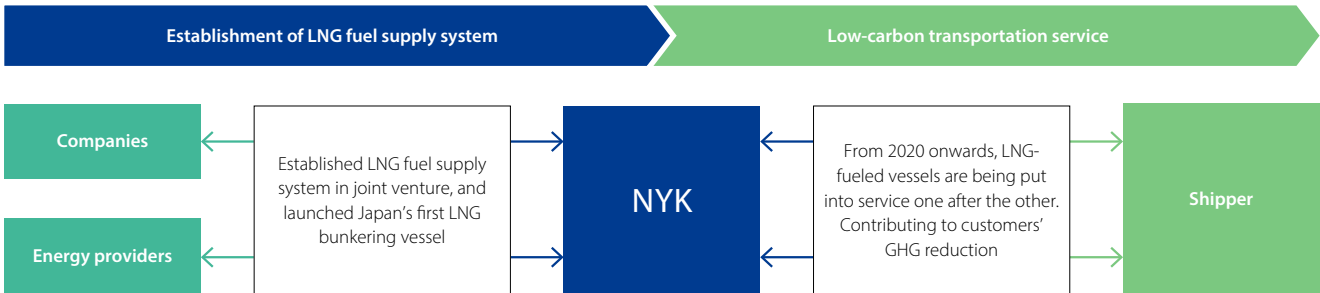 Establishment of LNG fuel supply system
Low-carbon transportation service
Companies
Energy providers
Established LNG fuel supply
system in joint venture, and
launched Japan's first LNG
bunkering vessel
NYK
From 2020 onwards, LNG-
fueled vessels are being put
into service one after the other.
Contributing to customers'
GHG reduction
Shipper